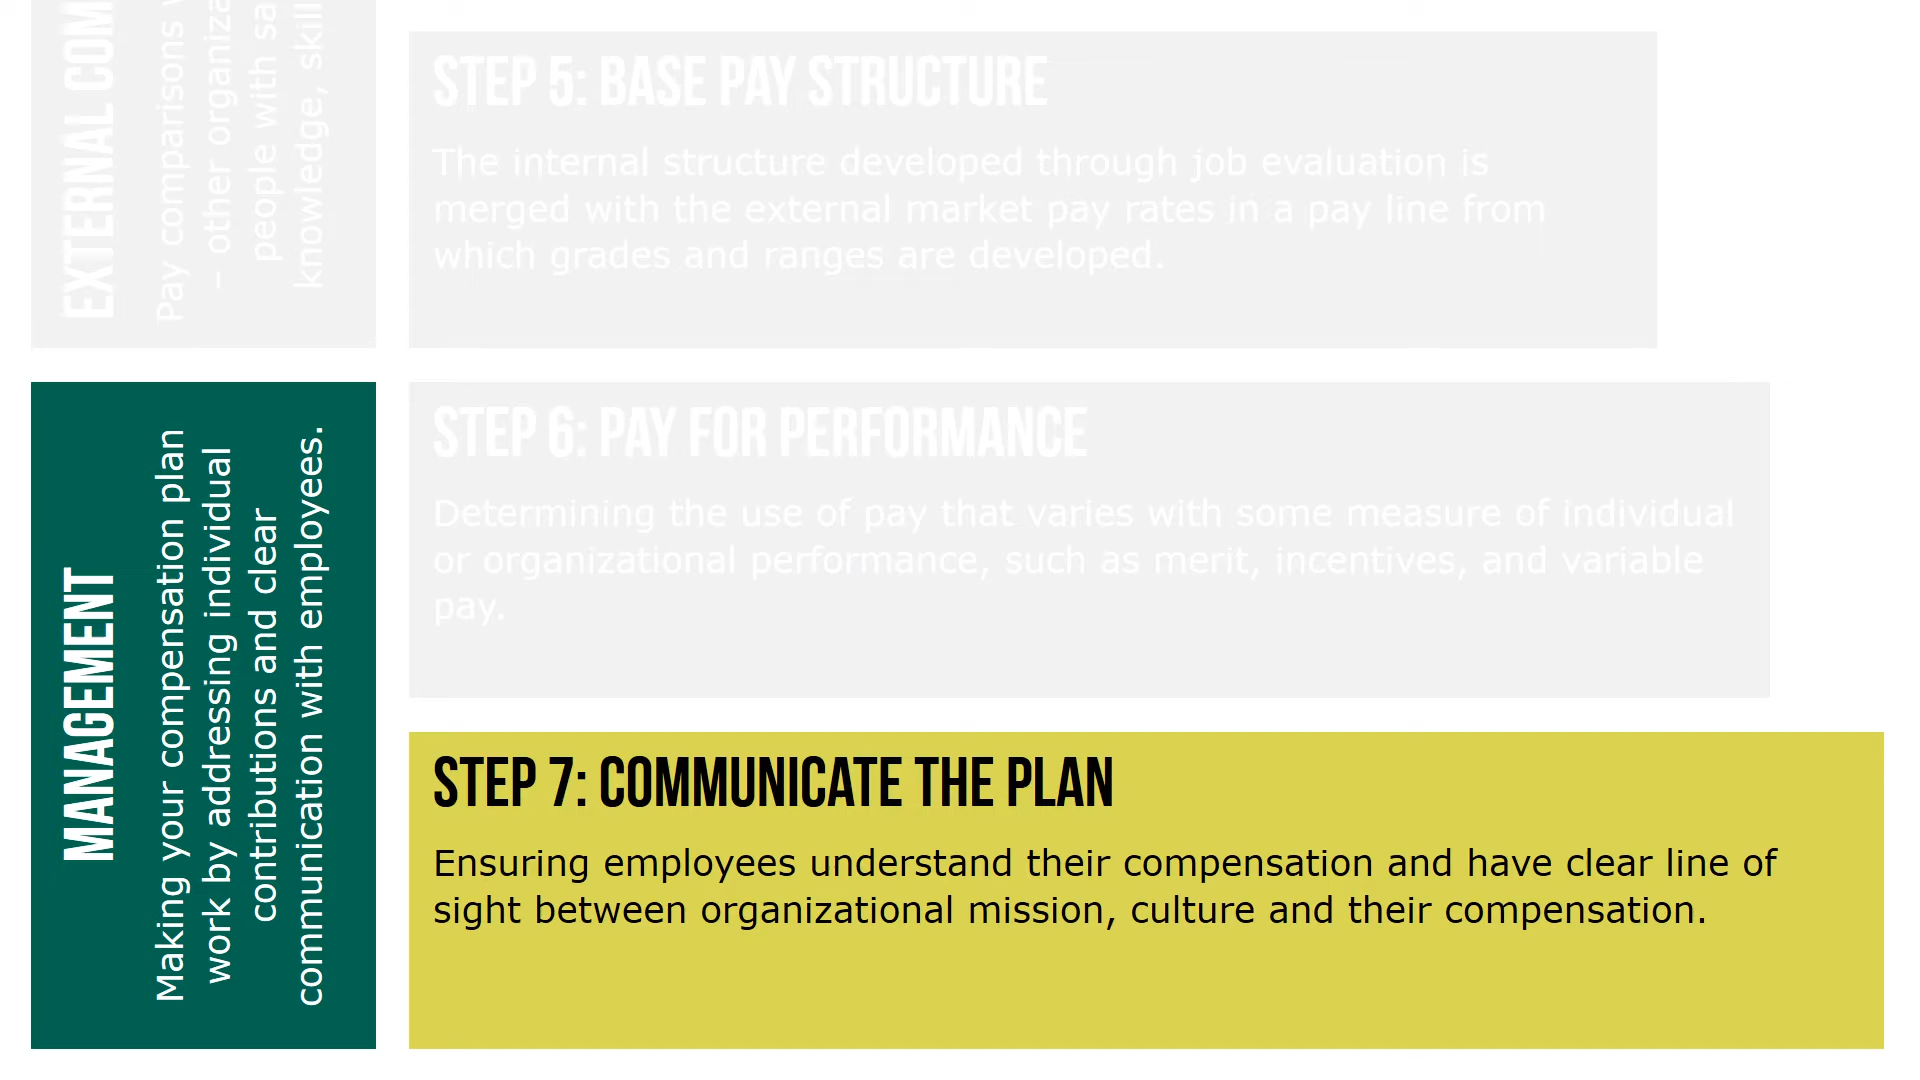 EXTERNAL COM
Pay comparisons
– other organiza
people with sa
knowledge, skill
STEP 5: BASE PAY STRUCTURE
The internal structure developed through job evaluation is
merged with the external market pay rates in a pay line from
which grades and ranges are developed.
MANAGEMENT
Making your compensation plan
work by addressing individual
contributions and clear
communication with employees.
STEP 6: PAY FOR PERFORMANCE
Determining the use of pay that varies with some measure of individual
or organizational performance, such as merit, incentives, and variable
pay.
STEP 7: COMMUNICATE THE PLAN
Ensuring employees understand their compensation and have clear line of
sight between organizational mission, culture and their compensation.